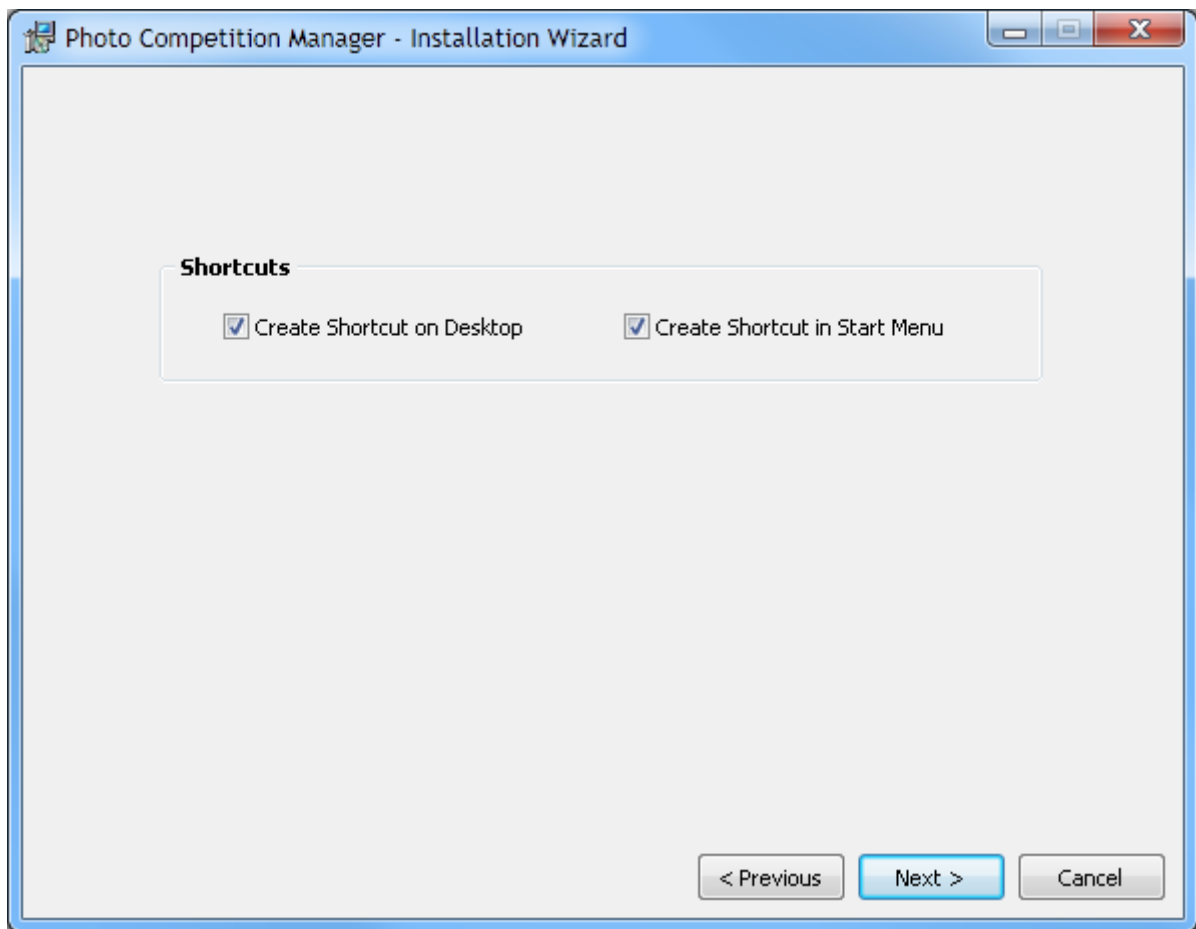 Photo Competition Manager - Installation Wizard
Shortcuts
Create Shortcut on Desktop
Create Shortcut in Start Menu
< Previous
Next >
Cancel